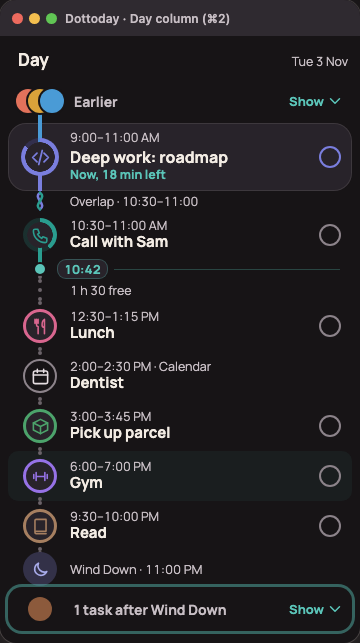 Dottoday · Day column (⌘2)
Day
Tue 3 Nov
Earlier
Show
9:00–11:00 AM
Deep work: roadmap
Now, 18 min left
Overlap · 10:30–11:00
10:30–11:00 AM
Call with Sam
10:42
1 h 30 free
12:30–1:15 PM
Lunch
2:00–2:30 PM · Calendar
Dentist
3:00–3:45 PM
Pick up parcel
6:00–7:00 PM
Gym
9:30–10:00 PM
Read
Wind Down · 11:00 PM
1 task after Wind Down
Show